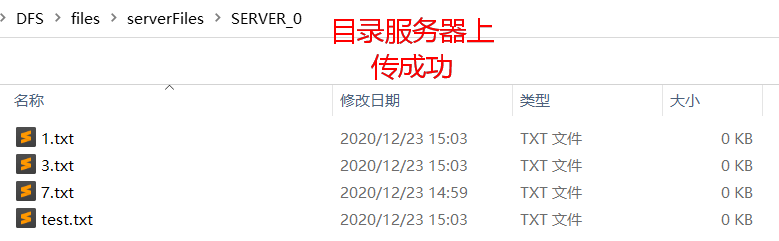 DFS > files > serverFiles > SERVER_0
目录服务器上
传成功
名称 修改日期 类型 大小
1.txt 2020/12/23 15:03 TXT 文件 0 KB
3.txt 2020/12/23 15:03 TXT 文件 0 KB
7.txt 2020/12/23 14:59 TXT 文件 0 KB
test.txt 2020/12/23 15:03 TXT 文件 0 KB